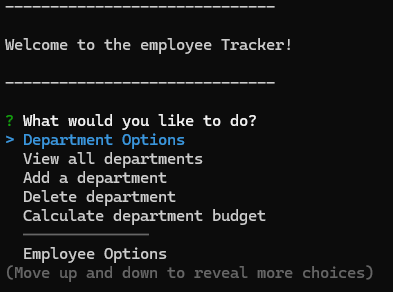 ------------------------------
Welcome to the employee Tracker!
------------------------------
? What would you like to do?
> Department Options
View all departments
Add a department
Delete department
Calculate department budget
──────────────
Employee Options
(Move up and down to reveal more choices)